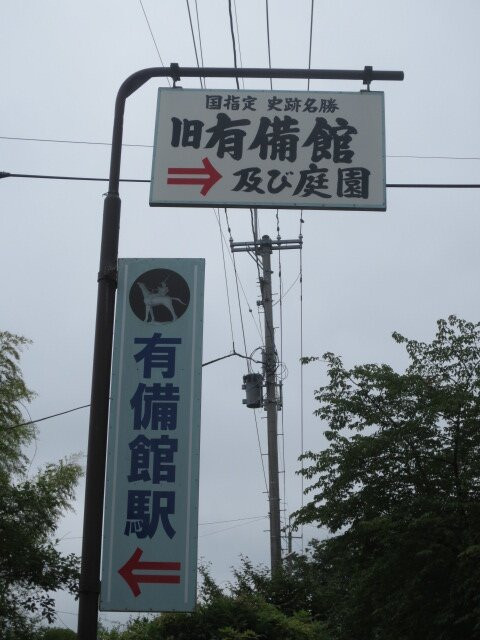 国指定 史跡名勝
旧有備館
及び庭園
有備館駅